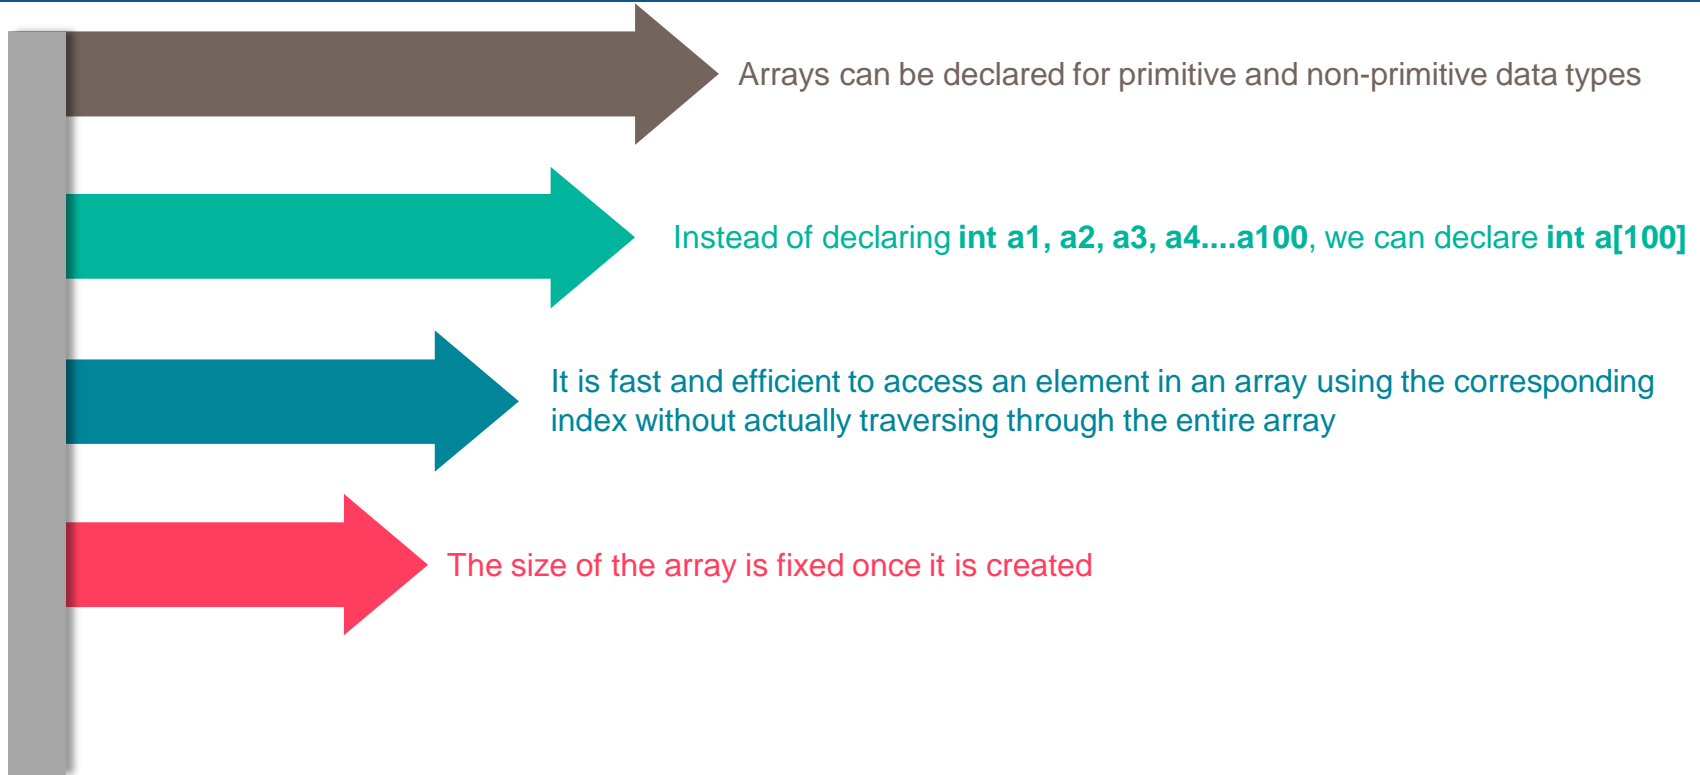 Arrays can be declared for primitive and non-primitive data types
Instead of declaring int a1, a2, a3, a4....a100, we can declare int a[100]
It is fast and efficient to access an element in an array using the corresponding
index without actually traversing through the entire array
The size of the array is fixed once it is created